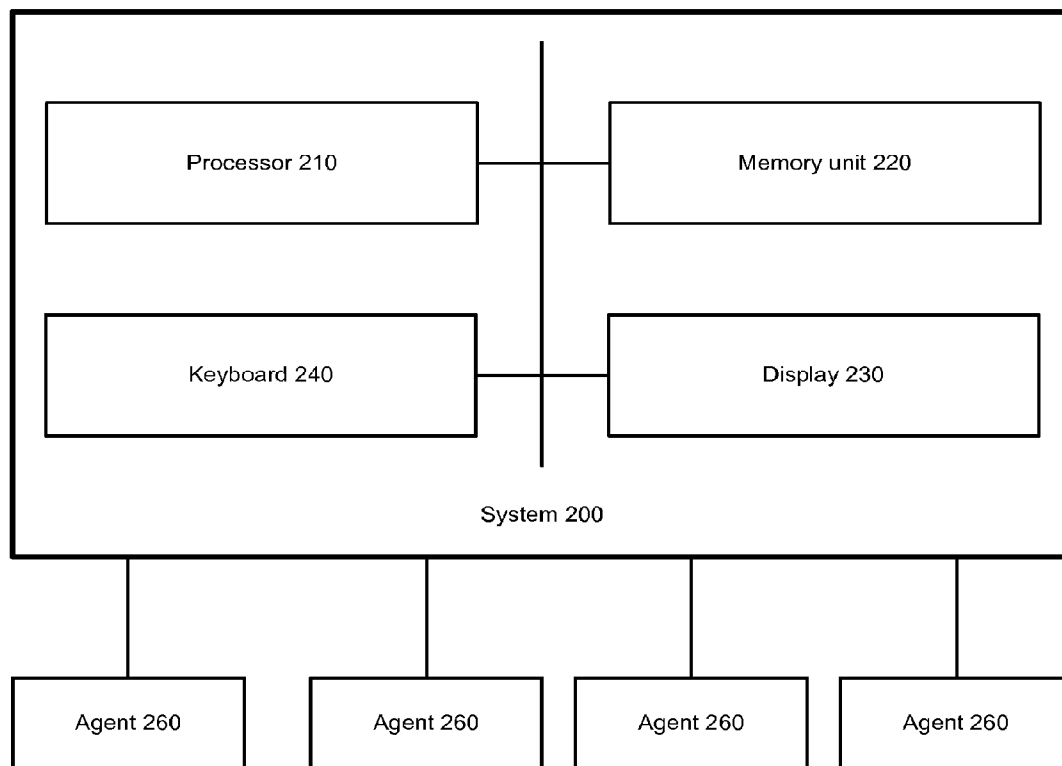 Processor 210
Memory unit 220
Keyboard 240
Display 230
System 200
Agent 260
Agent 260
Agent 260
Agent 260